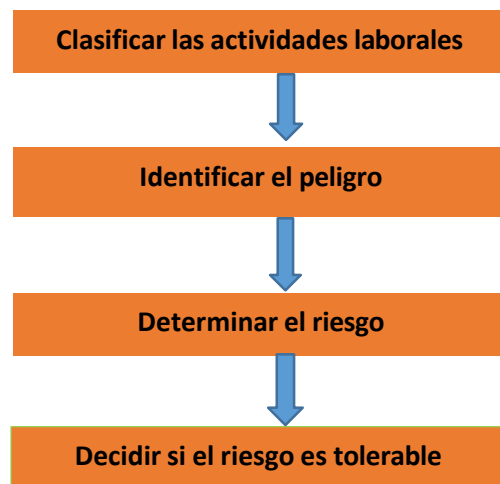 Clasificar las actividades laborales
Identificar el peligro
Determinar el riesgo
Decidir si el riesgo es tolerable